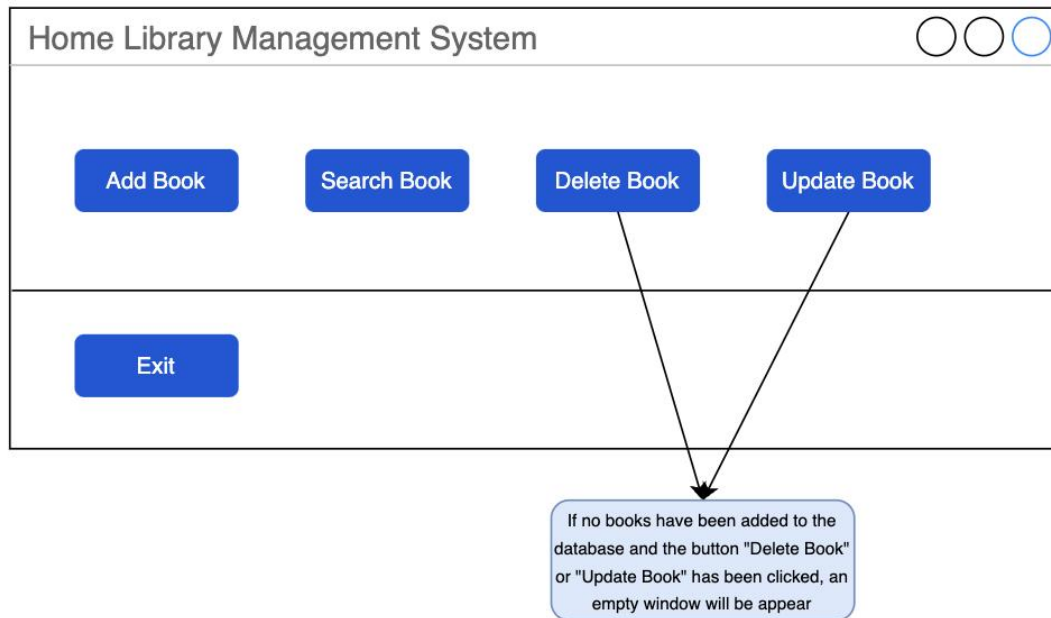 Home Library Management System
Add Book
Search Book
Delete Book
Update Book
Exit
If no books have been added to the
database and the button "Delete Book"
or "Update Book" has been clicked, an
empty window will be appear